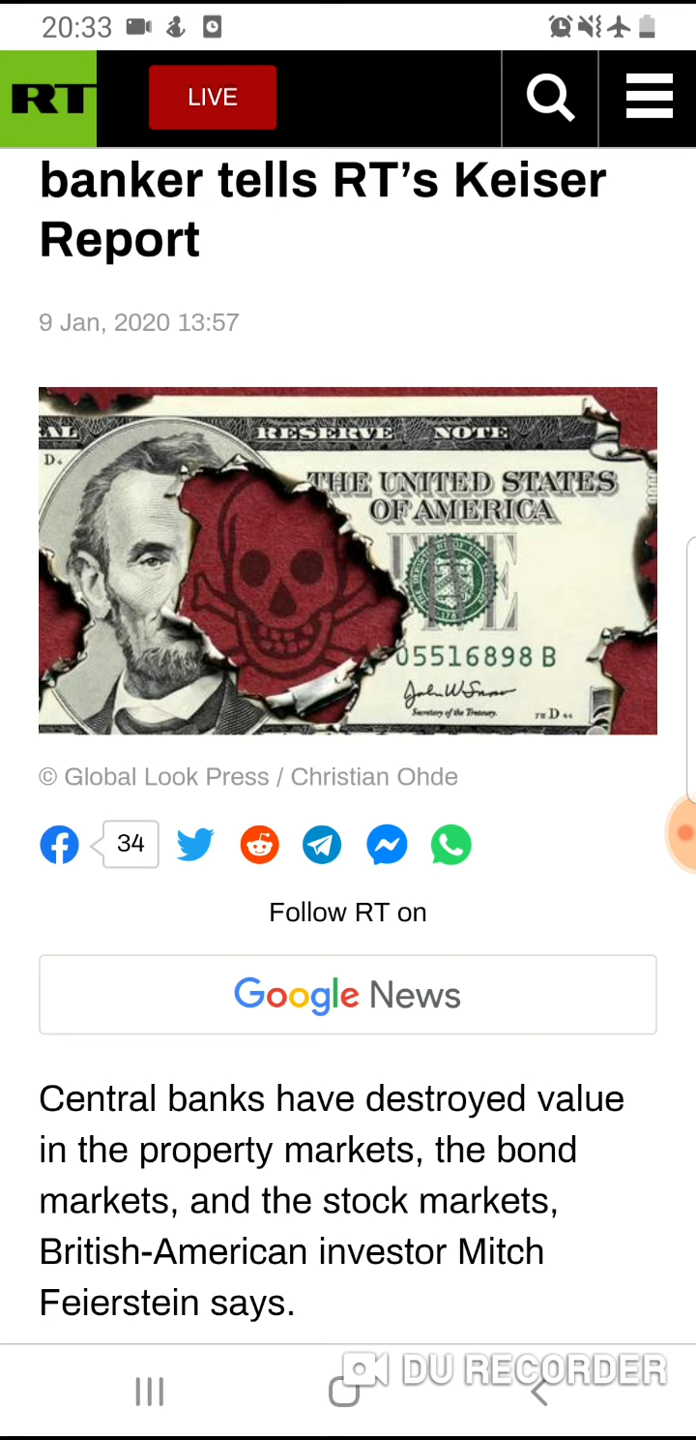 20:33
RT
LIVE
banker tells RT’s Keiser
Report
9 Jan, 2020 13:57
AL RESERVE NOTE
D4
THE UNITED STATES
OF AMERICA
05516898 B
Secretary of the Treasury.
© Global Look Press / Christian Ohde
34
Follow RT on
Google News
Central banks have destroyed value
in the property markets, the bond
markets, and the stock markets,
British-American investor Mitch
Feierstein says.
DU RECORDER